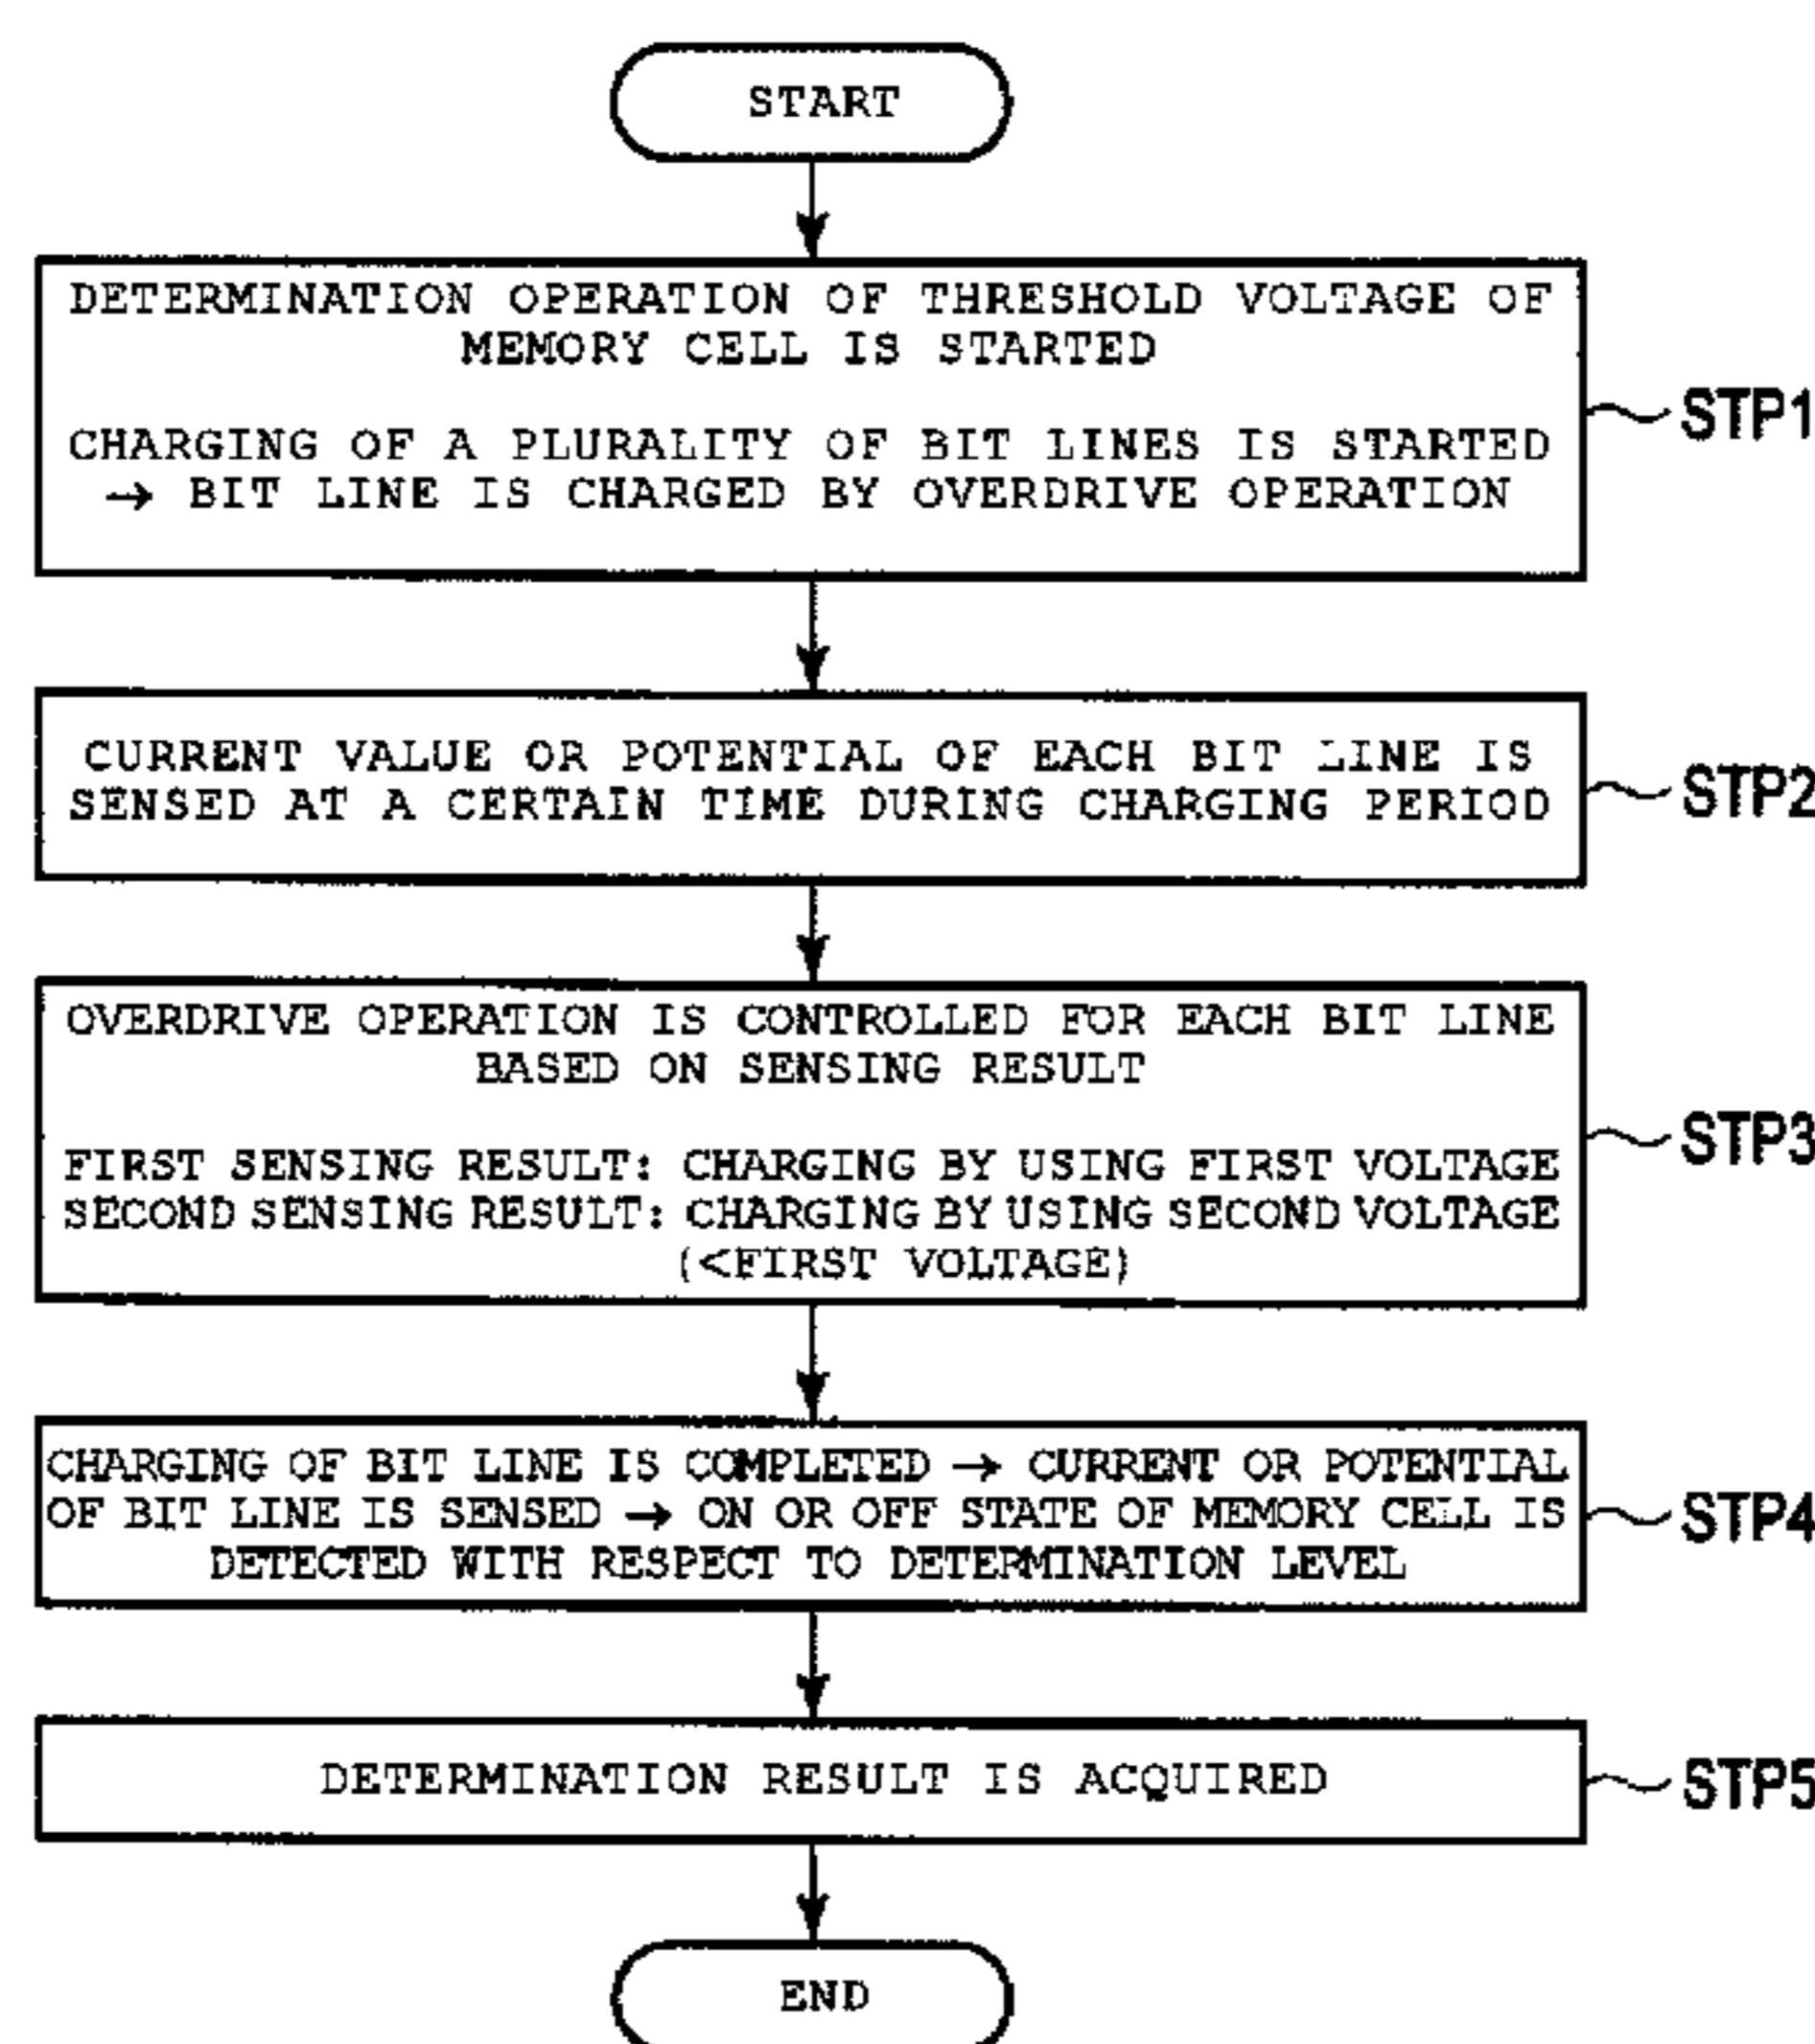 START
DETERMINATION OPERATION OF THRESHOLD VOLTAGE OF
MEMORY CELL IS STARTED
CHARGING OF A PLURALITY OF BIT LINES IS STARTED
→ BIT LINE IS CHARGED BY OVERDRIVE OPERATION
STP1
CURRENT VALUE OR POTENTIAL OF EACH BIT LINE IS
SENSED AT A CERTAIN TIME DURING CHARGING PERIOD
STP2
OVERDRIVE OPERATION IS CONTROLLED FOR EACH BIT LINE
BASED ON SENSING RESULT
FIRST SENSING RESULT: CHARGING BY USING FIRST VOLTAGE
SECOND SENSING RESULT: CHARGING BY USING SECOND VOLTAGE
(<FIRST VOLTAGE)
STP3
CHARGING OF BIT LINE IS COMPLETED → CURRENT OR POTENTIAL
OF BIT LINE IS SENSED → ON OR OFF STATE OF MEMORY CELL IS
DETECTED WITH RESPECT TO DETERMINATION LEVEL
STP4
DETERMINATION RESULT IS ACQUIRED
STP5
END